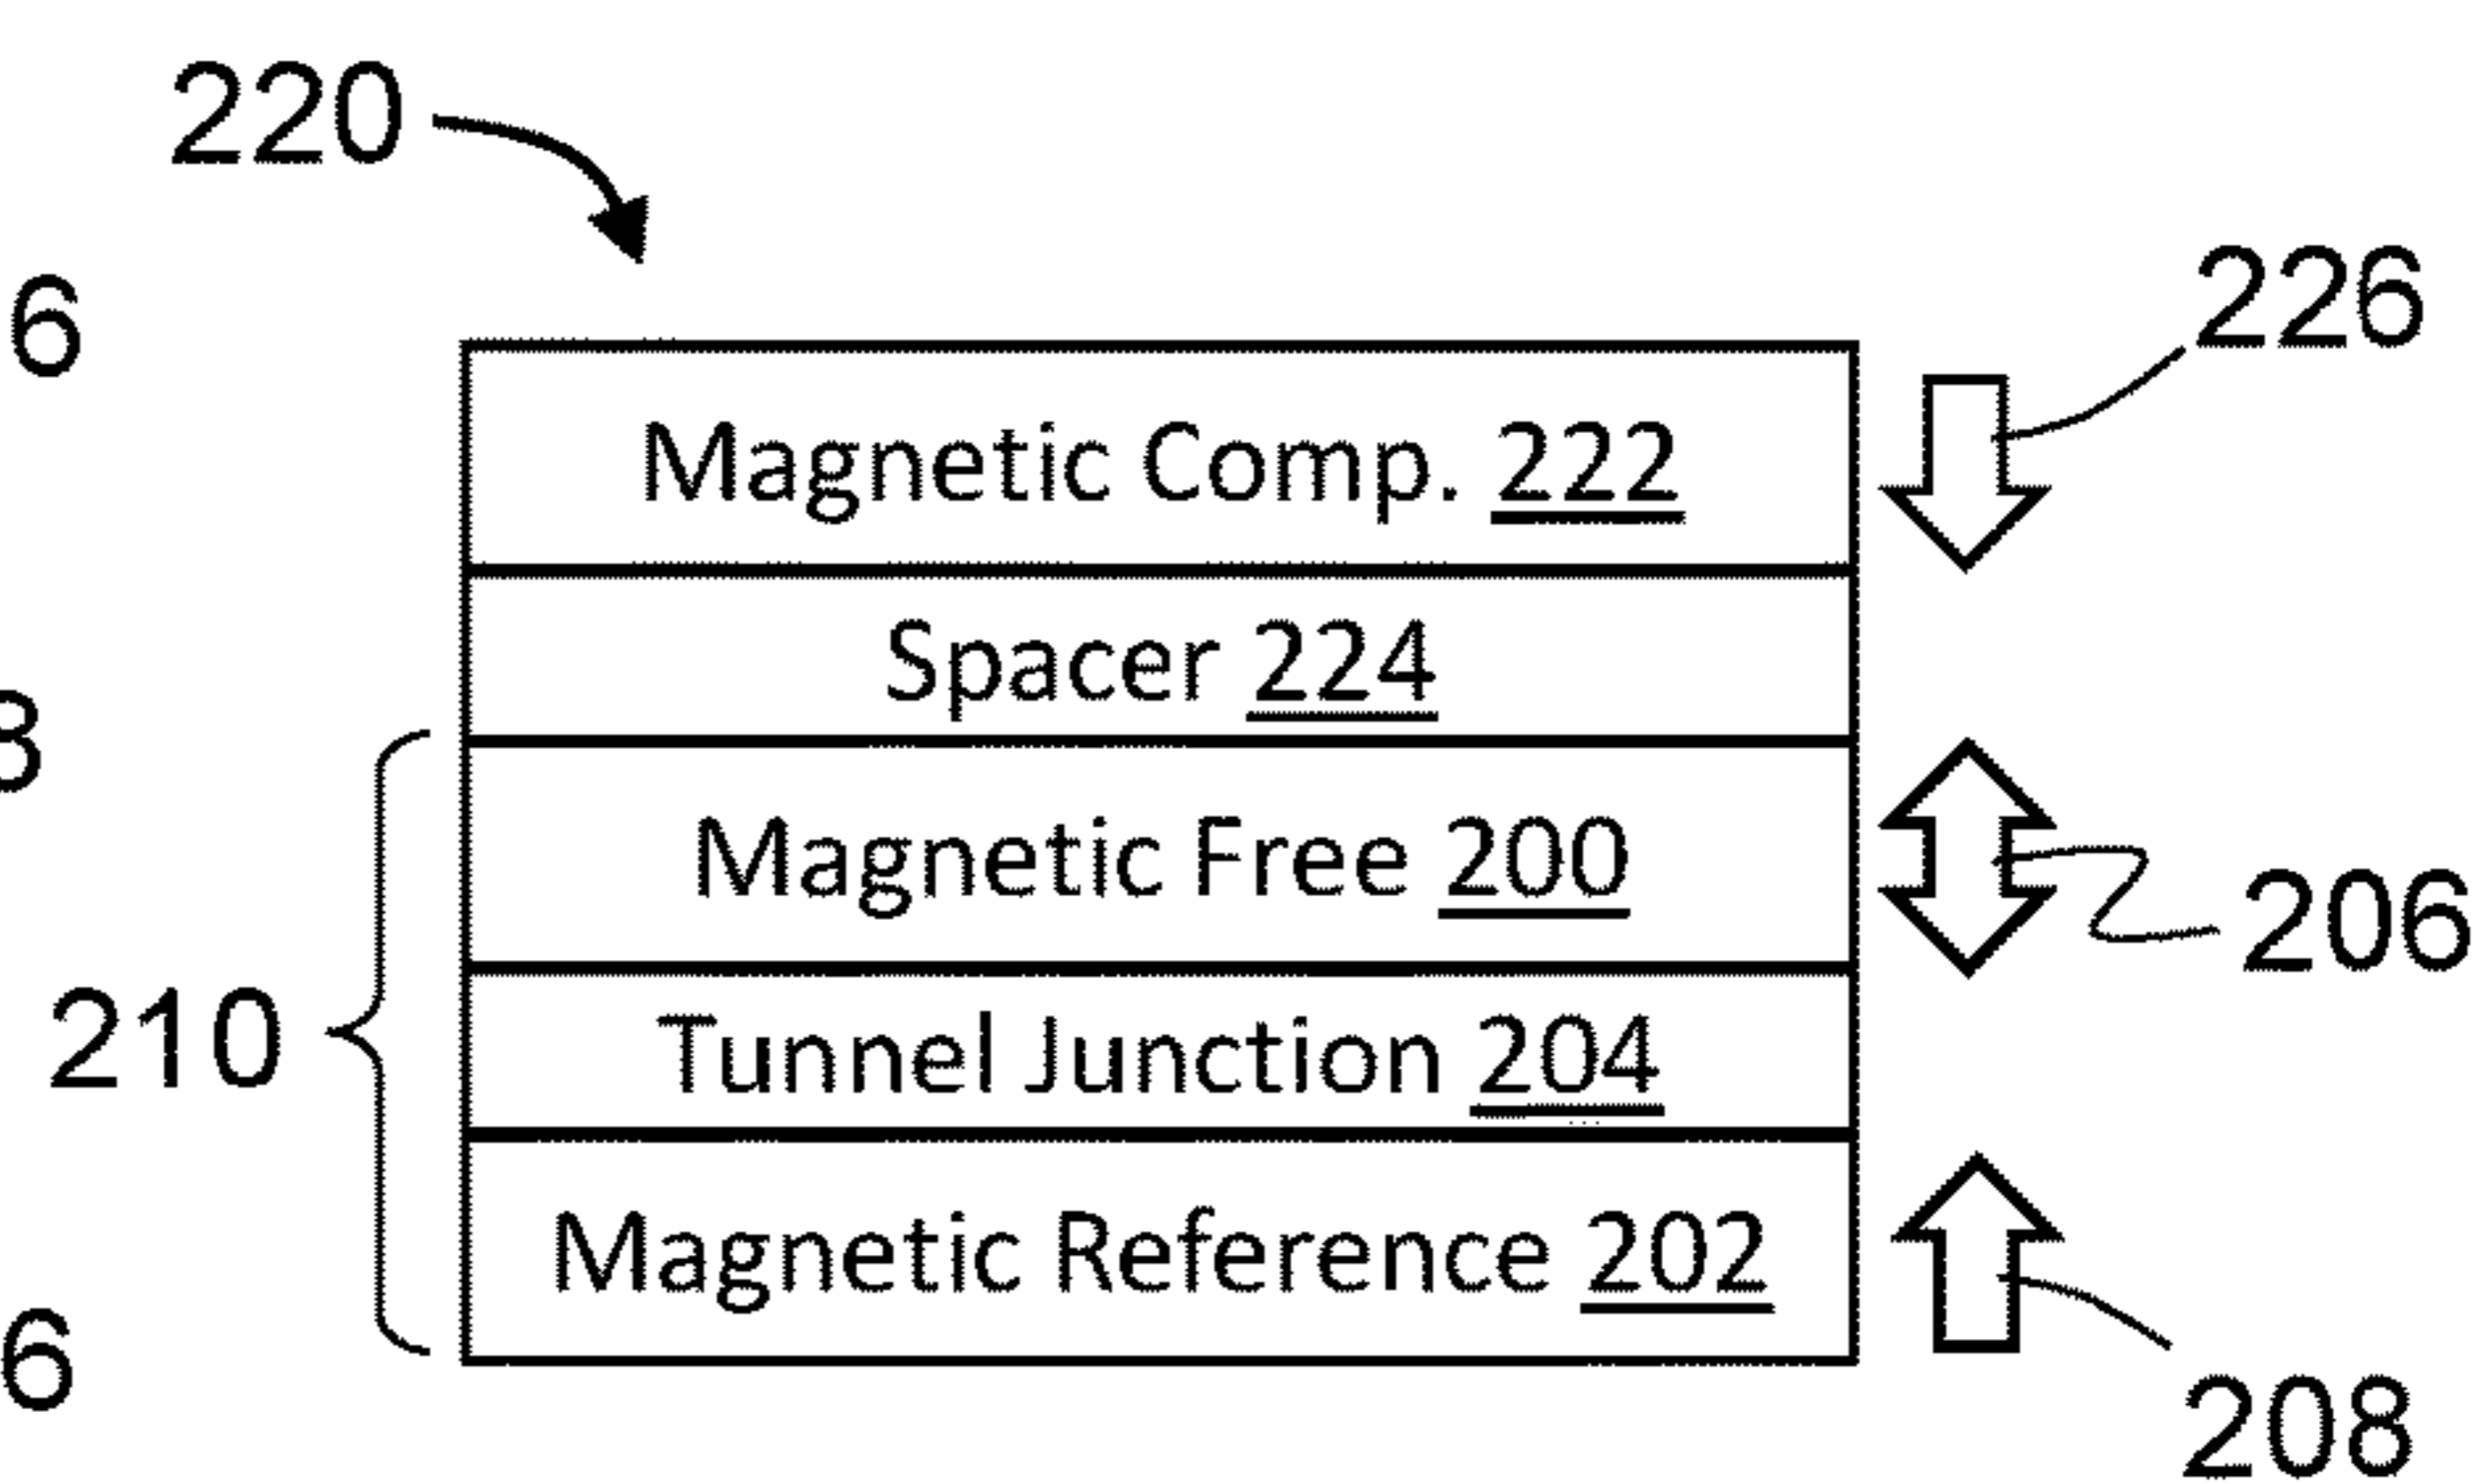 220
6
226
Magnetic Comp. 222
Spacer 224
8
Magnetic Free 200
206
210
Tunnel Junction 204
Magnetic Reference 202
6
208